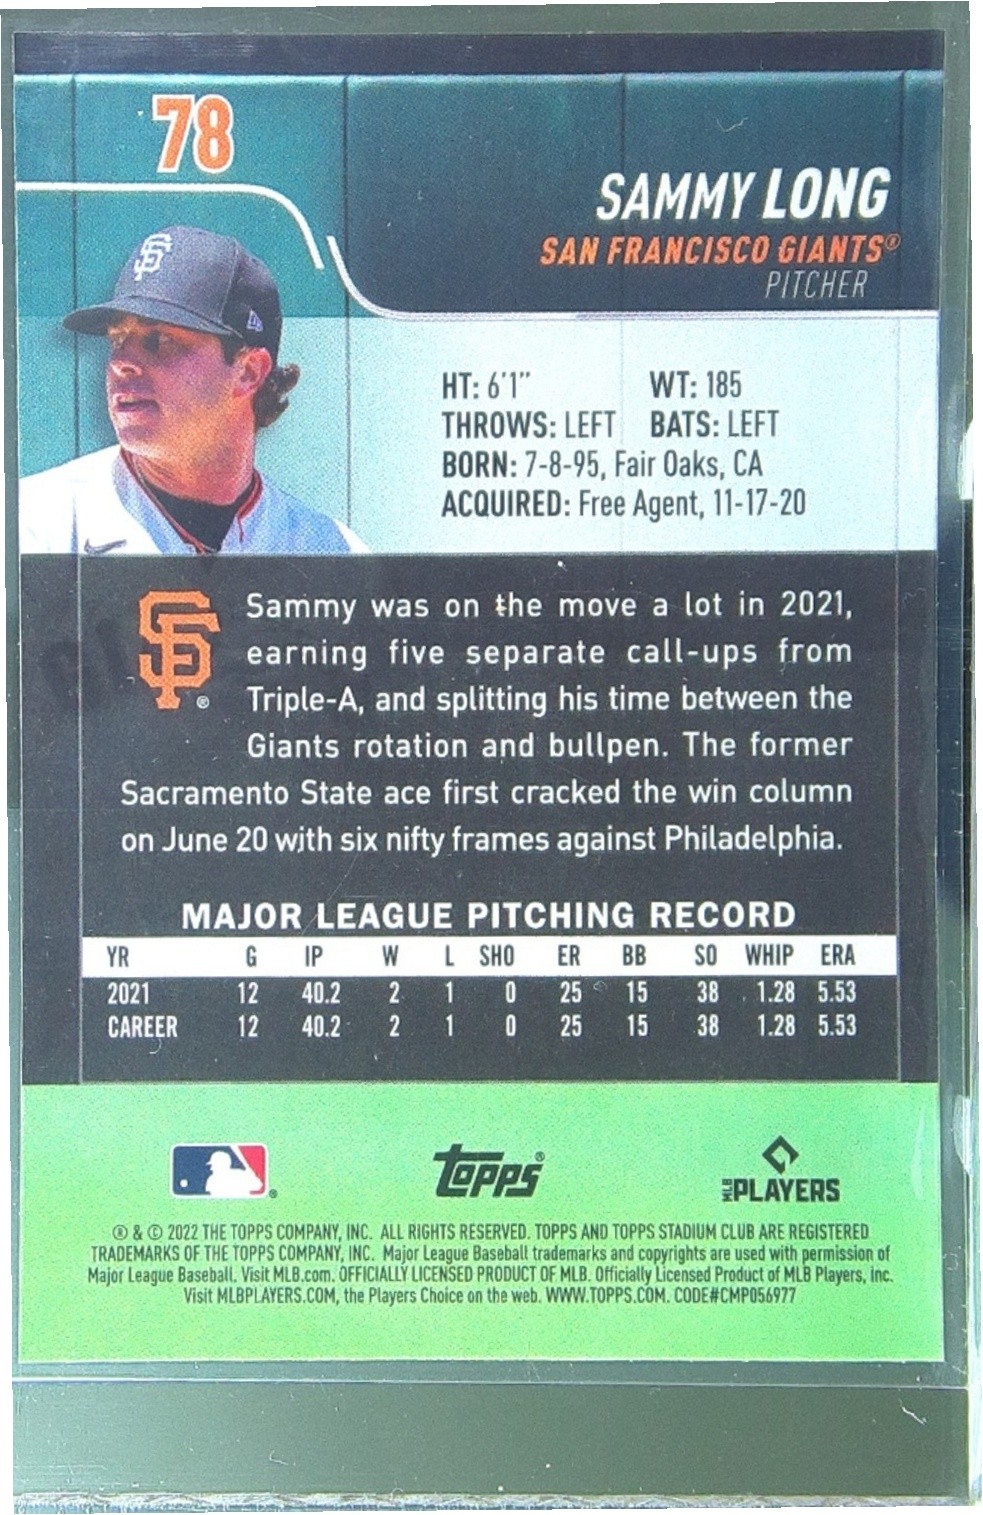 78
SAMMY LONG
SAN FRANCISCO GIANTS®
PITCHER
SF
HT: 6'1" WT: 185
THROWS: LEFT BATS: LEFT
BORN: 7-8-95, Fair Oaks, CA
ACQUIRED: Free Agent, 11-17-20
SF®
Sammy was on the move a lot in 2021,
earning five separate call-ups from
Triple-A, and splitting his time between the
Giants rotation and bullpen. The former
Sacramento State ace first cracked the win column
on June 20 with six nifty frames against Philadelphia.
MAJOR LEAGUE PITCHING RECORD
YR G IP W L SHO ER BB SO WHIP ERA
2021 12 40.2 2 1 0 25 15 38 1.28 5.53
CAREER 12 40.2 2 1 0 25 15 38 1.28 5.53
® topps® MLB PLAYERS
® & © 2022 THE TOPPS COMPANY, INC. ALL RIGHTS RESERVED. TOPPS AND TOPPS STADIUM CLUB ARE REGISTERED
TRADEMARKS OF THE TOPPS COMPANY, INC. Major League Baseball trademarks and copyrights are used with permission of
Major League Baseball. Visit MLB.com. OFFICIALLY LICENSED PRODUCT OF MLB. Officially Licensed Product of MLB Players, Inc.
Visit MLBPLAYERS.COM, the Players Choice on the web. WWW.TOPPS.COM. CODE#CMP056977